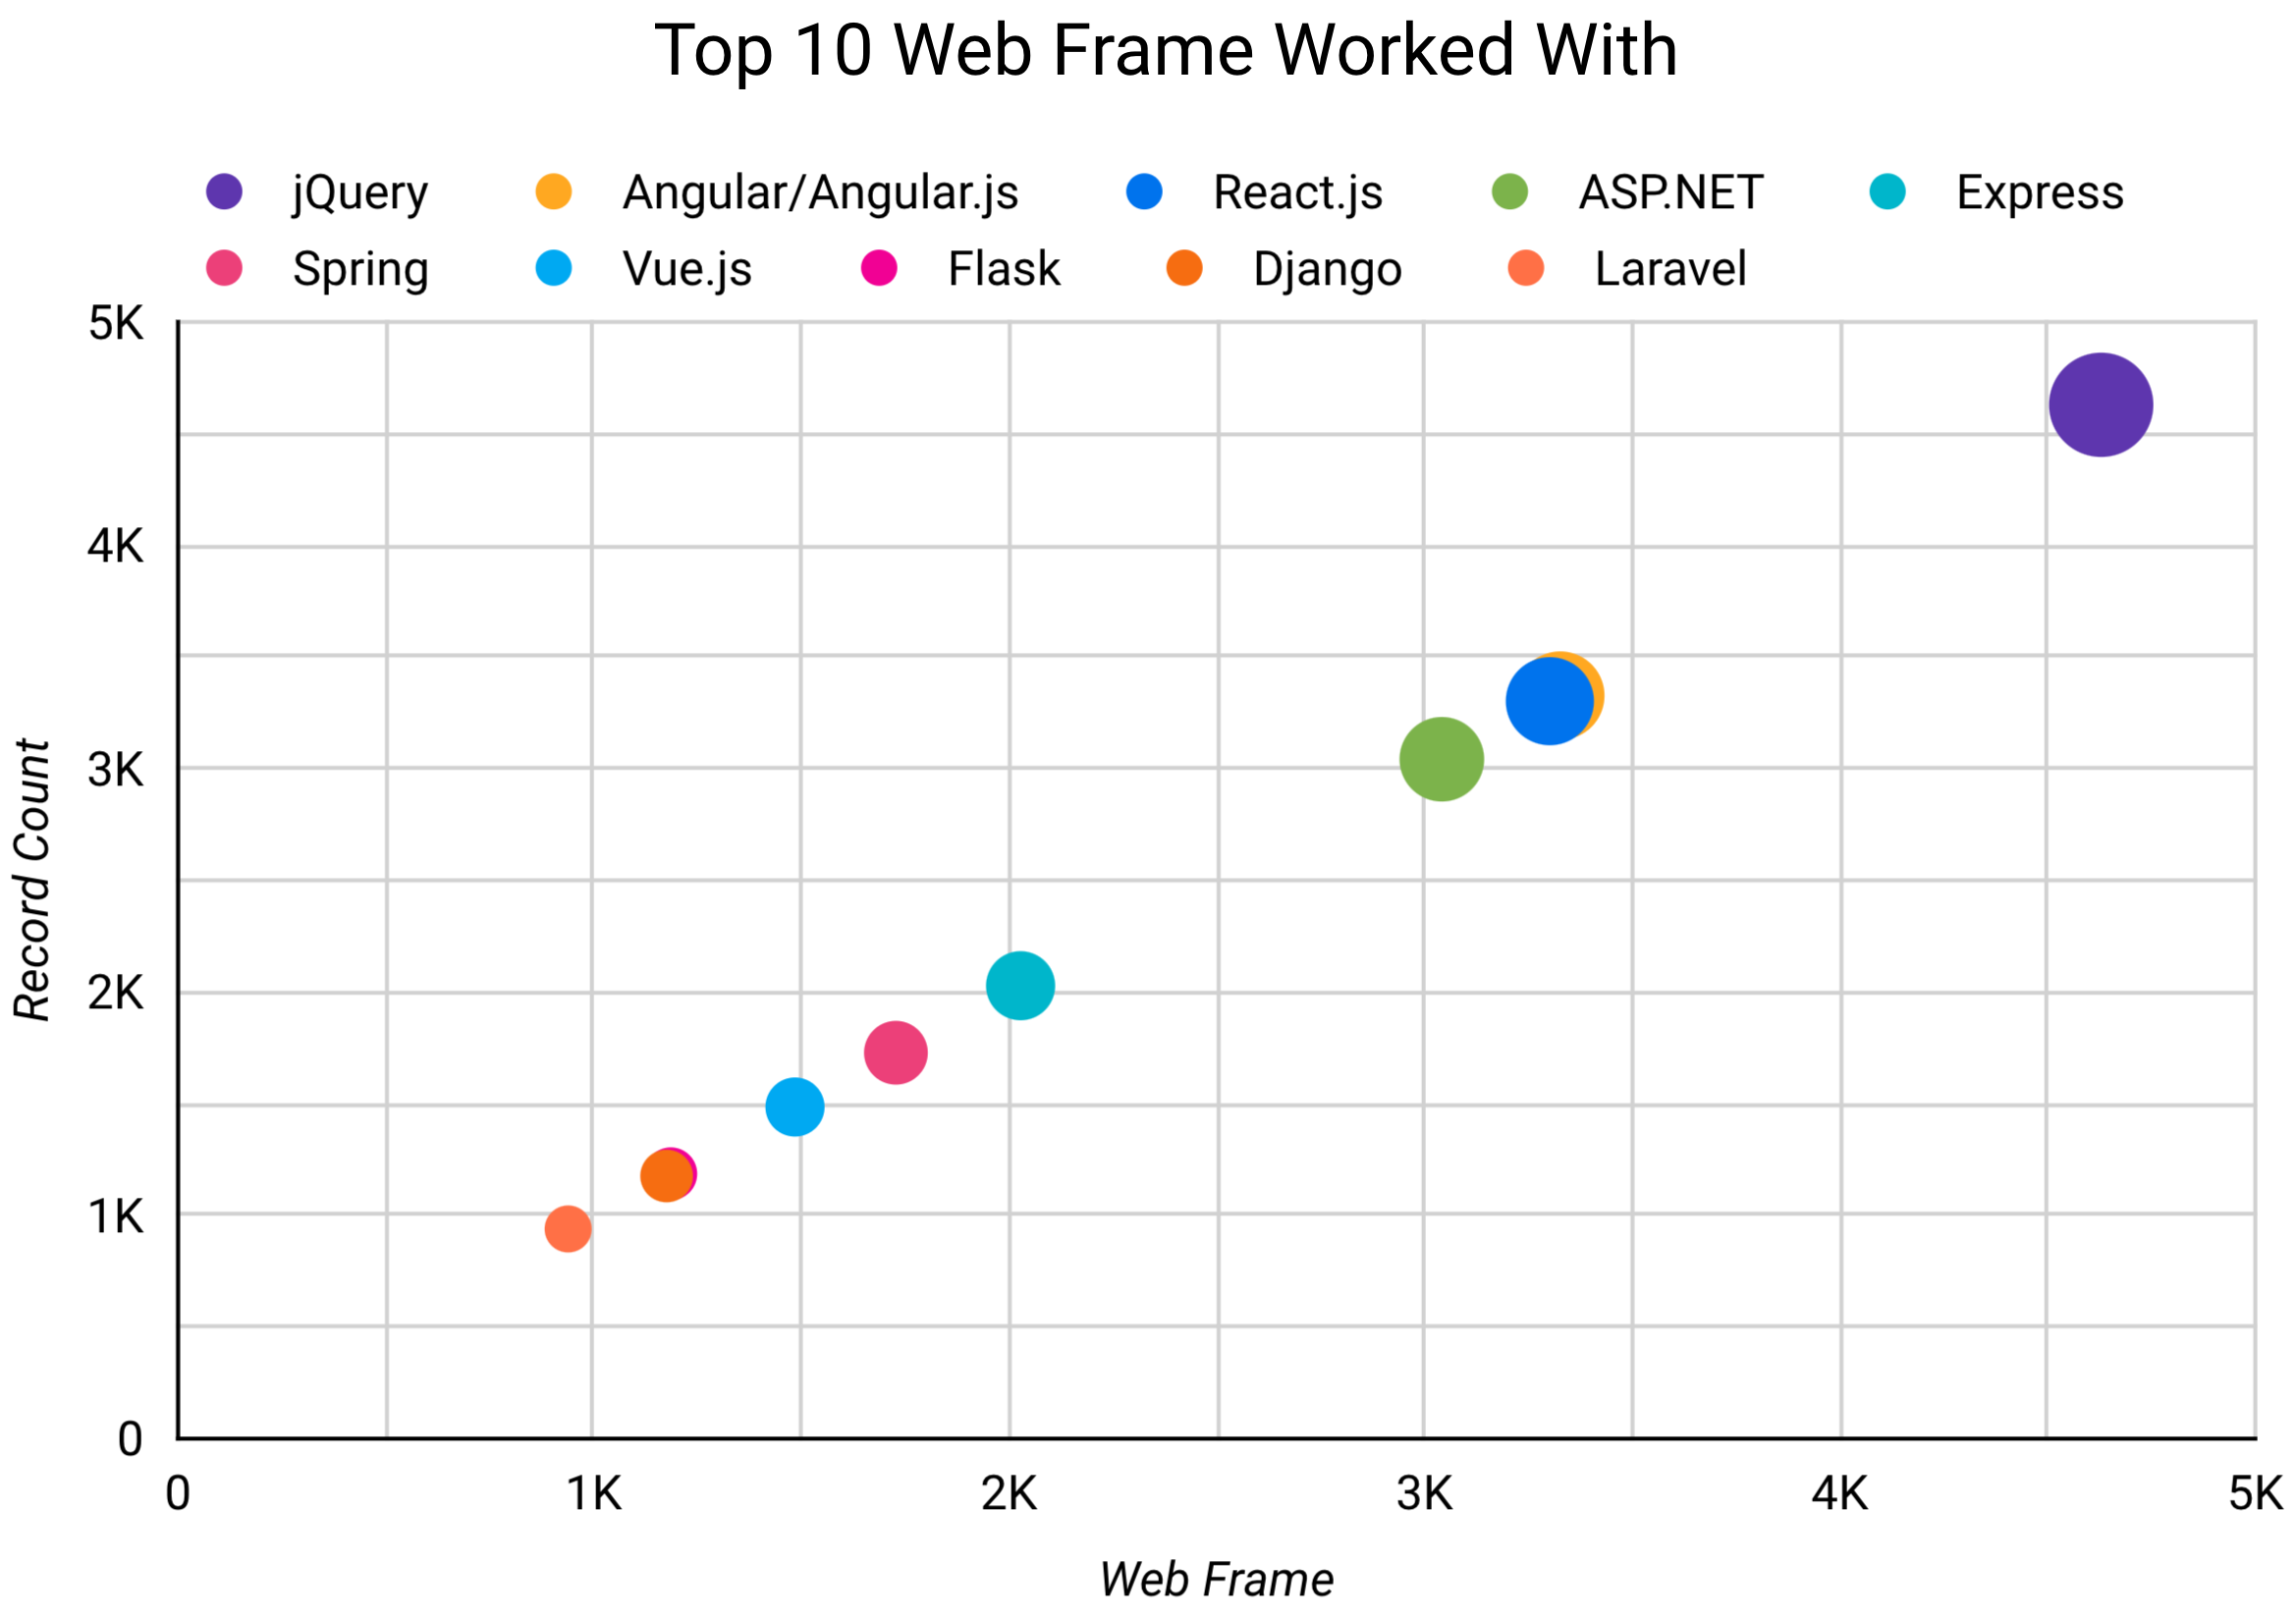 Top 10 Web Frame Worked With
jQuery Angular/Angular.js React.js ASP.NET Express
Spring Vue.js Flask Django Laravel
5K
4K
3K
2K
1K
0
Record Count
0 1K 2K 3K 4K 5K
Web Frame